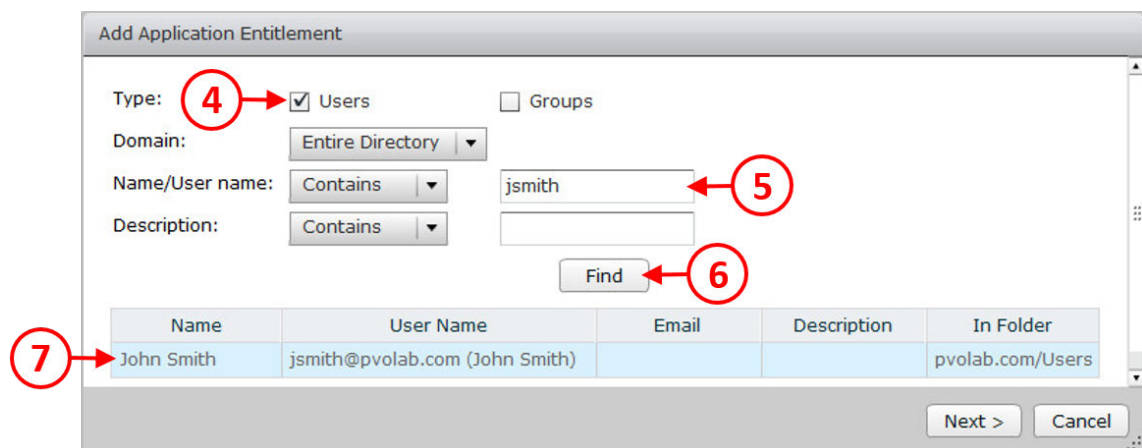 Add Application Entitlement
Type: 4 Users Groups
Domain: Entire Directory
Name/User name: Contains jsmith 5
Description: Contains
Find 6
Name User Name Email Description In Folder
7 John Smith jsmith@pvolab.com (John Smith) pvolab.com/Users
Next > Cancel